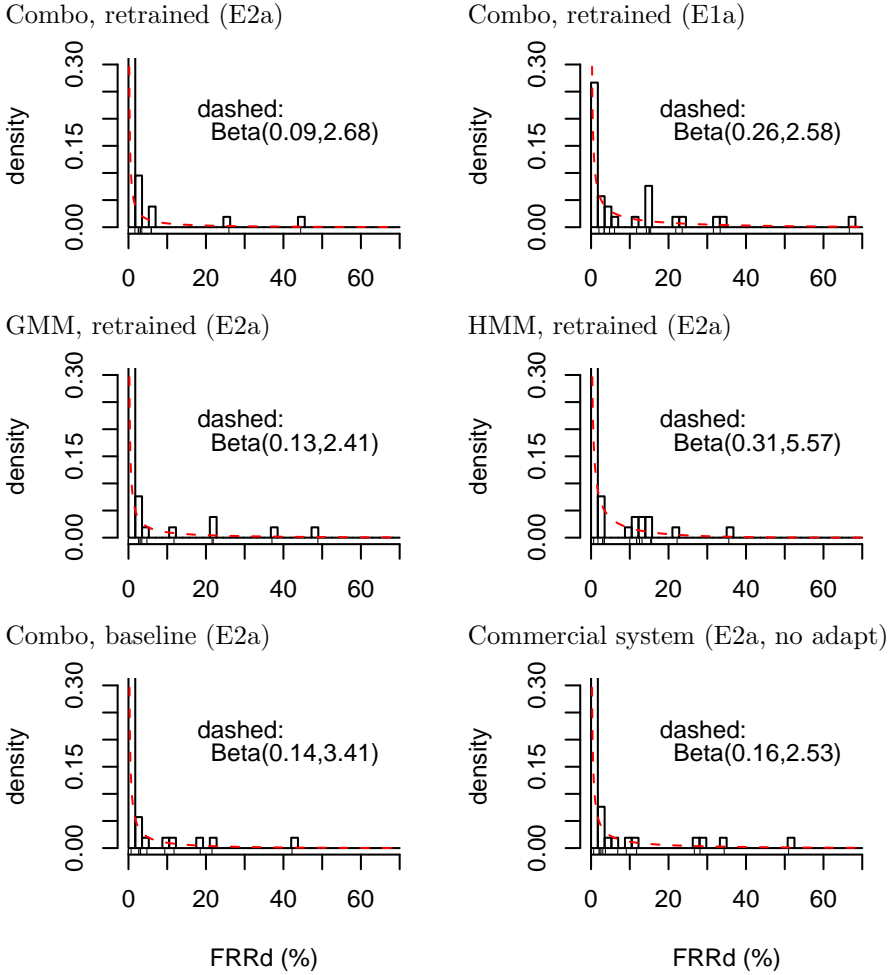 Combo, retrained (E2a)
0.00 0.15 0.30
density
dashed:
Beta(0.09,2.68)
0 20 40 60
Combo, retrained (E1a)
0.00 0.15 0.30
density
dashed:
Beta(0.26,2.58)
0 20 40 60
GMM, retrained (E2a)
0.00 0.15 0.30
density
dashed:
Beta(0.13,2.41)
0 20 40 60
HMM, retrained (E2a)
0.00 0.15 0.30
density
dashed:
Beta(0.31,5.57)
0 20 40 60
Combo, baseline (E2a)
0.00 0.15 0.30
density
dashed:
Beta(0.14,3.41)
0 20 40 60
FRRd (%)
Commercial system (E2a, no adapt)
0.00 0.15 0.30
density
dashed:
Beta(0.16,2.53)
0 20 40 60
FRRd (%)